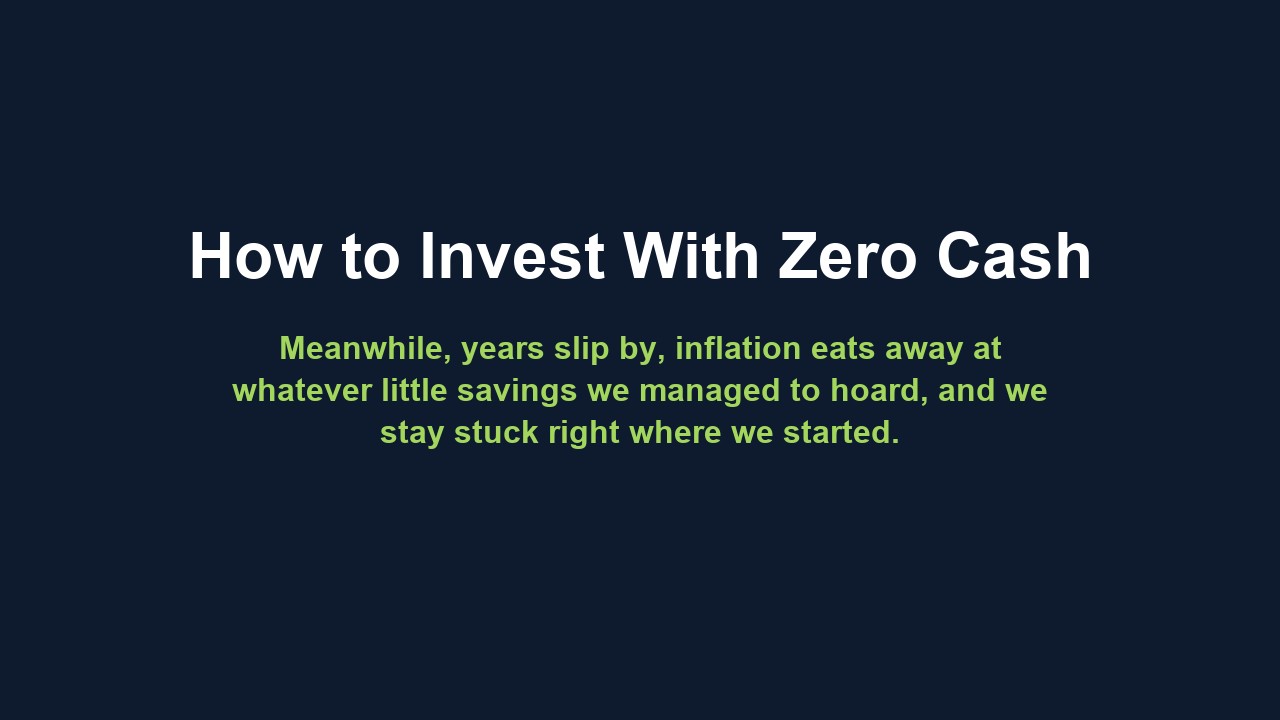 How to Invest With Zero Cash
Meanwhile, years slip by, inflation eats away at
whatever little savings we managed to hoard, and we
stay stuck right where we started.